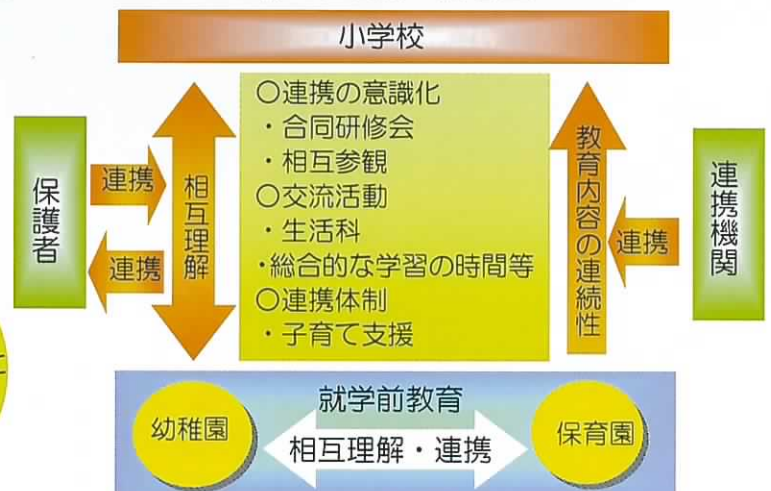 小学校
○連携の意識化
・合同研修会
・相互参観
○交流活動
・生活科
・総合的な学習の時間等
○連携体制
・子育て支援
保護者
連携
連携
相互理解
教育内容の連続性
連携
連携機関
就学前教育
幼稚園
相互理解・連携
保育園